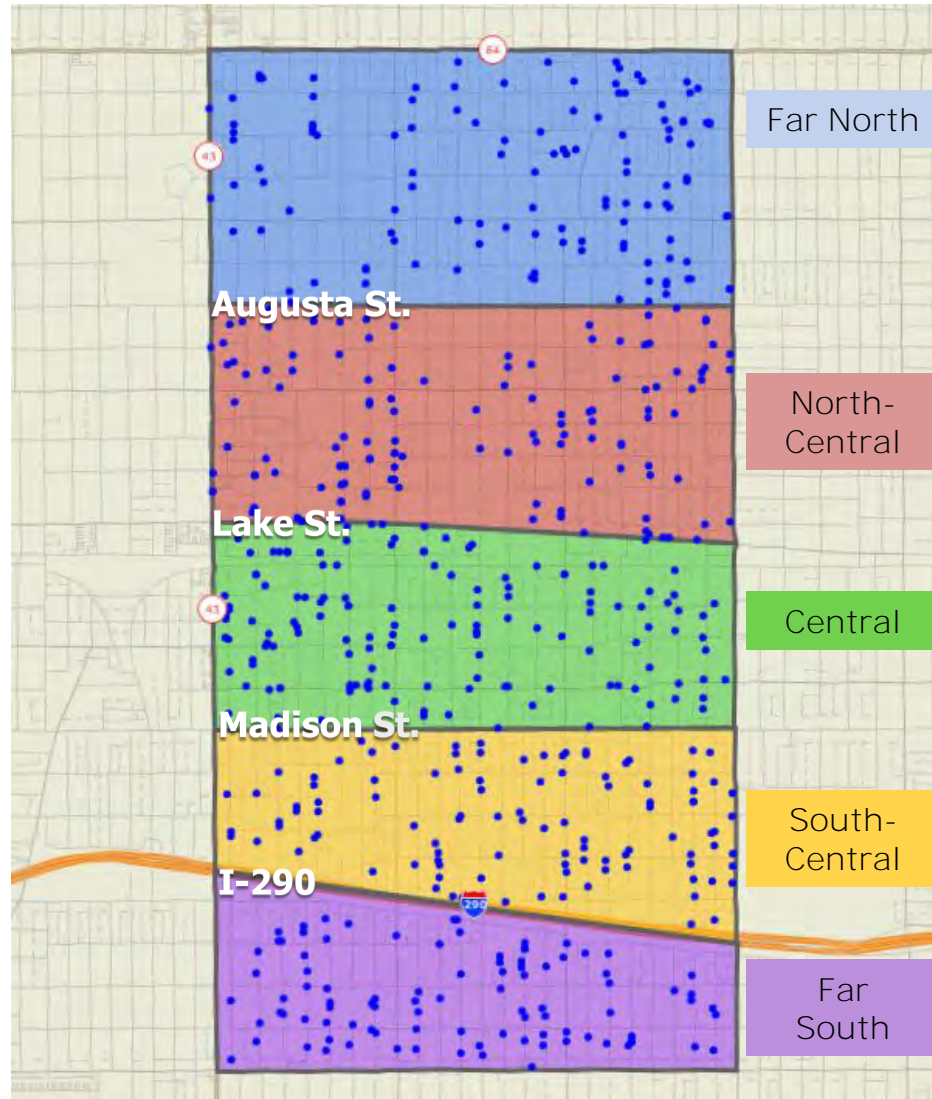 64
Far North
43
Augusta St.
North-
Central
Lake St.
43
Central
Madison St.
South-
Central
I-290
290
Far
South